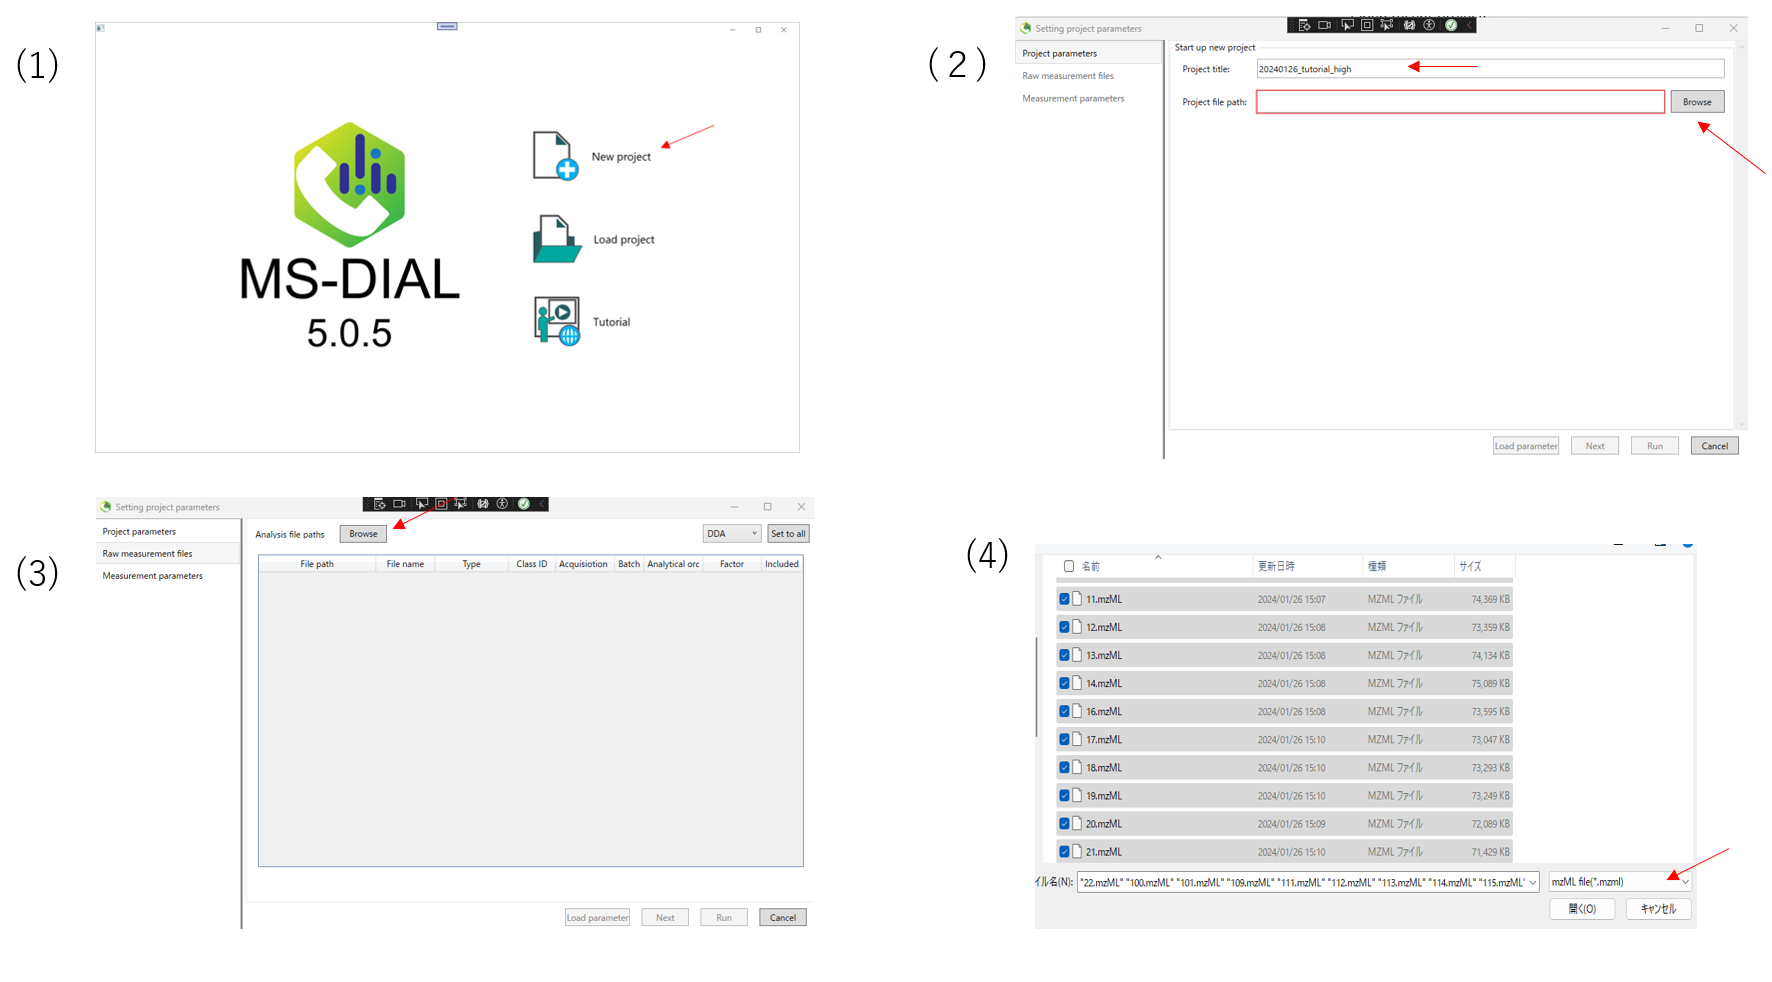 (1)
New project
Load project
Tutorial
MS-DIAL
5.0.5
(２)
Setting project parameters
Project parameters
Raw measurement files
Measurement parameters
Start up new project
Project title: 20240126_tutorial_high
Project file path: Browse
Load parameter Next Run Cancel
(3)
Setting project parameters
Project parameters
Raw measurement files
Measurement parameters
Analysis file paths Browse DDA Set to all
File path File name Type Class ID Acquisiotion Batch Analytical orc Factor Included
Load parameter Next Run Cancel
(4)
名前 更新日時 種類 サイズ
11.mzML 2024/01/26 15:07 MZML ファイル 74,369 KB
12.mzML 2024/01/26 15:08 MZML ファイル 73,359 KB
13.mzML 2024/01/26 15:08 MZML ファイル 74,134 KB
14.mzML 2024/01/26 15:08 MZML ファイル 75,089 KB
16.mzML 2024/01/26 15:08 MZML ファイル 73,595 KB
17.mzML 2024/01/26 15:10 MZML ファイル 73,047 KB
18.mzML 2024/01/26 15:10 MZML ファイル 73,293 KB
19.mzML 2024/01/26 15:10 MZML ファイル 73,249 KB
20.mzML 2024/01/26 15:09 MZML ファイル 72,089 KB
21.mzML 2024/01/26 15:10 MZML ファイル 71,429 KB
イル名(N): "22.mzML" "100.mzML" "101.mzML" "109.mzML" "111.mzML" "112.mzML" "113.mzML" "114.mzML" "115.mzML" mzML file(*.mzml)
開く(O) キャンセル